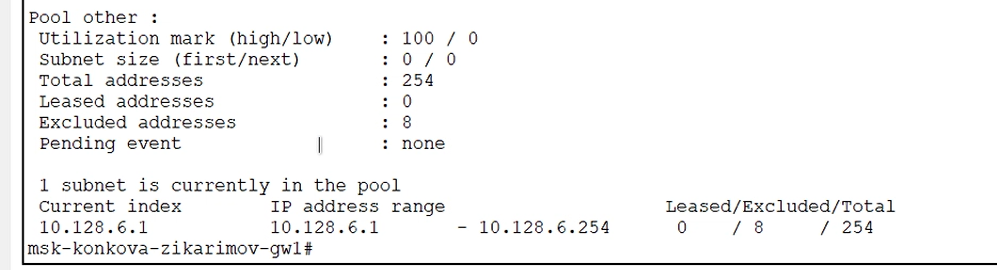 Pool other :
Utilization mark (high/low) : 100 / 0
Subnet size (first/next) : 0 / 0
Total addresses : 254
Leased addresses : 0
Excluded addresses : 8
Pending event : none
1 subnet is currently in the pool
Current index IP address range Leased/Excluded/Total
10.128.6.1 10.128.6.1 - 10.128.6.254 0 / 8 / 254
msk-konkova-zikarimov-gw1#